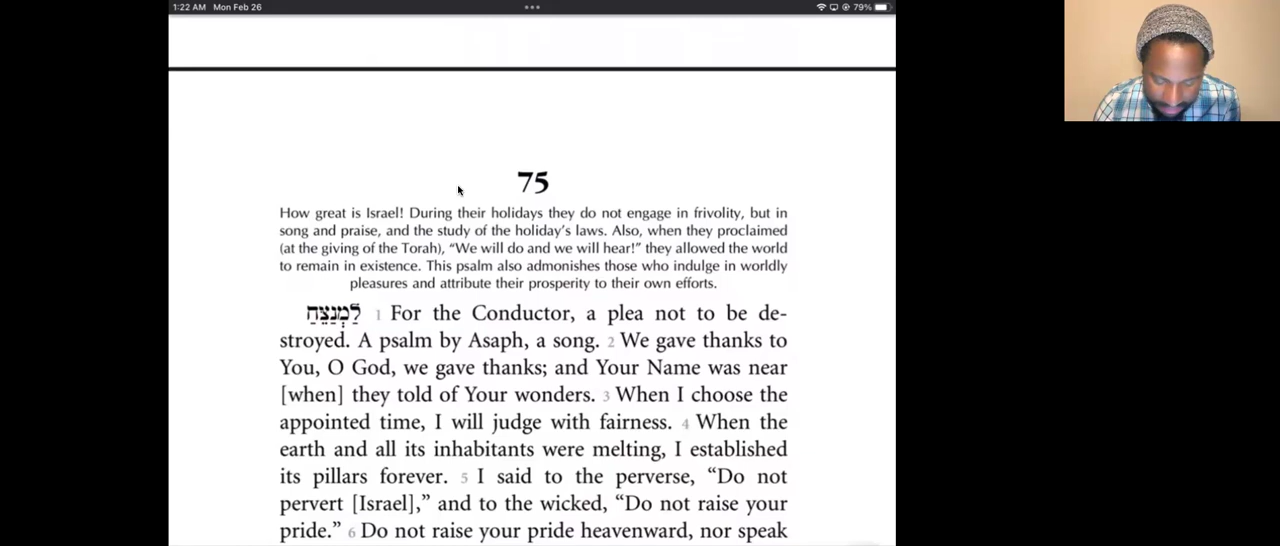 1:22 AM Mon Feb 26
79%
75
How great is Israel! During their holidays they do not engage in frivolity, but in
song and praise, and the study of the holiday's laws. Also, when they proclaimed
(at the giving of the Torah), “We will do and we will hear!” they allowed the world
to remain in existence. This psalm also admonishes those who indulge in worldly
pleasures and attribute their prosperity to their own efforts.
לַמְנַצֵּחַ 1 For the Conductor, a plea not to be de-
stroyed. A psalm by Asaph, a song. 2 We gave thanks to
You, O God, we gave thanks; and Your Name was near
[when] they told of Your wonders. 3 When I choose the
appointed time, I will judge with fairness. 4 When the
earth and all its inhabitants were melting, I established
its pillars forever. 5 I said to the perverse, “Do not
pervert [Israel],” and to the wicked, “Do not raise your
pride.” 6 Do not raise your pride heavenward, nor speak